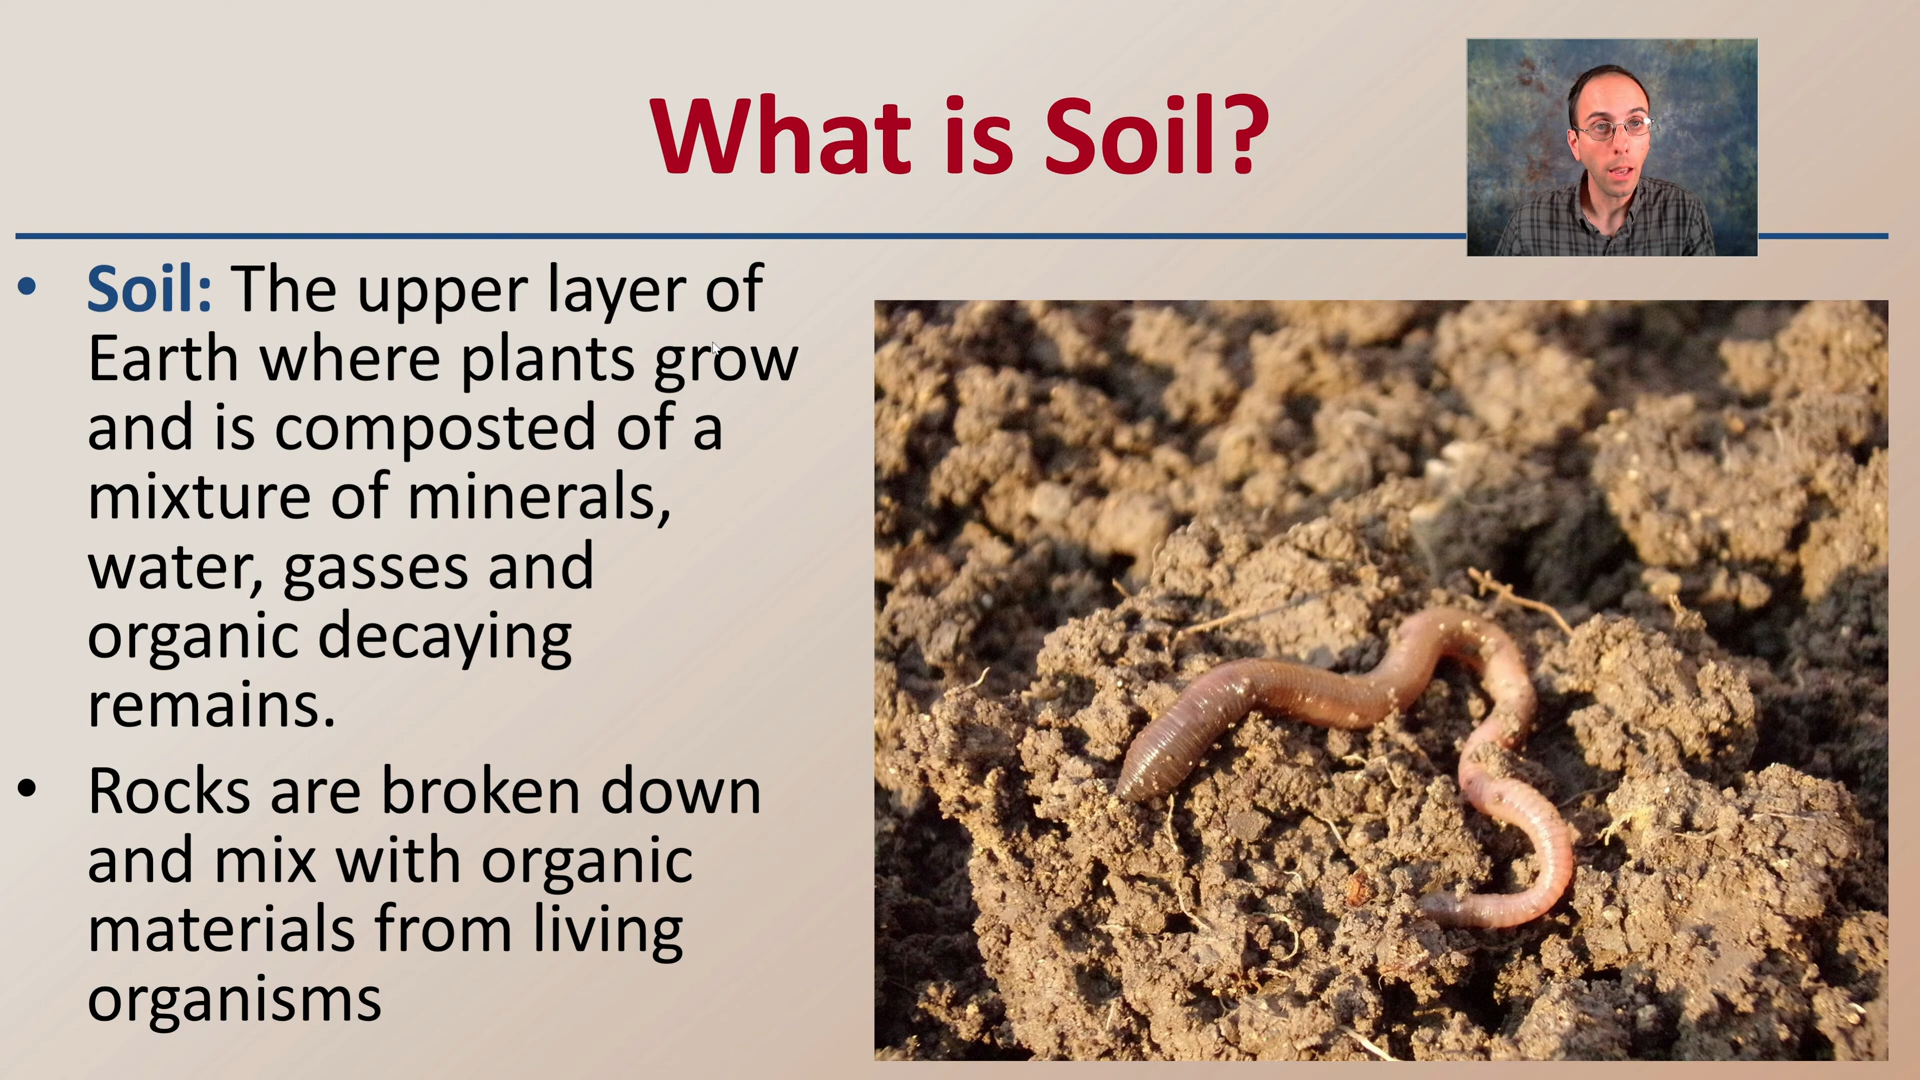 What is Soil?
• Soil: The upper layer of
Earth where plants grow
and is composted of a
mixture of minerals,
water, gasses and
organic decaying
remains.
• Rocks are broken down
and mix with organic
materials from living
organisms